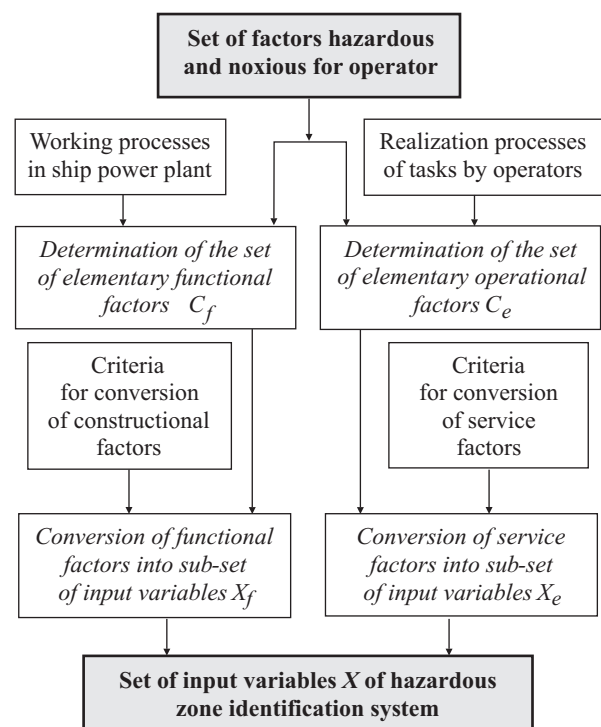 Set of factors hazardous
and noxious for operator
Working processes
in ship power plant
Realization processes
of tasks by operators
Determination of the set
of elementary functional
factors C_f
Determination of the set
of elementary operational
factors C_e
Criteria
for conversion
of constructional
factors
Criteria
for conversion
of service
factors
Conversion of functional
factors into sub-set
of input variables X_f
Conversion of service
factors into sub-set
of input variables X_e
Set of input variables X of hazardous
zone identification system